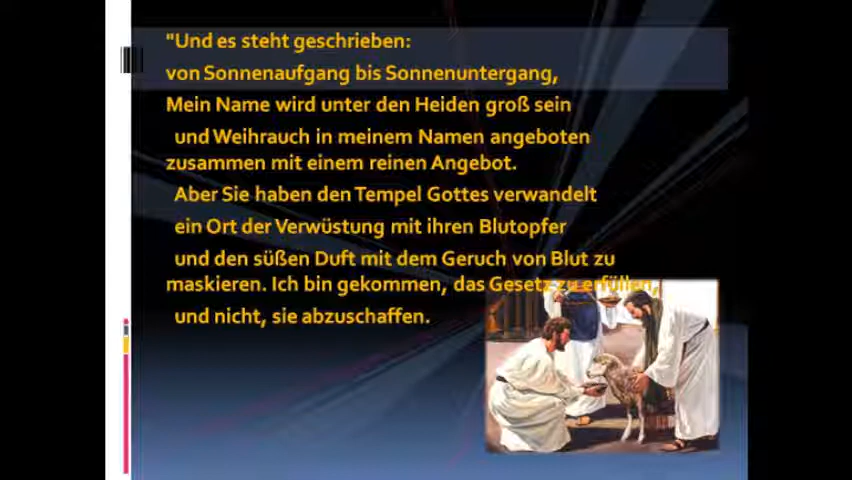 "Und es steht geschrieben:
von Sonnenaufgang bis Sonnenuntergang,
Mein Name wird unter den Heiden groß sein
und Weihrauch in meinem Namen angeboten
zusammen mit einem reinen Angebot.
Aber Sie haben den Tempel Gottes verwandelt
ein Ort der Verwüstung mit ihren Blutopfer
und den süßen Duft mit dem Geruch von Blut zu
maskieren. Ich bin gekommen, das Gesetz zu erfüllen,
und nicht, sie abzuschaffen.